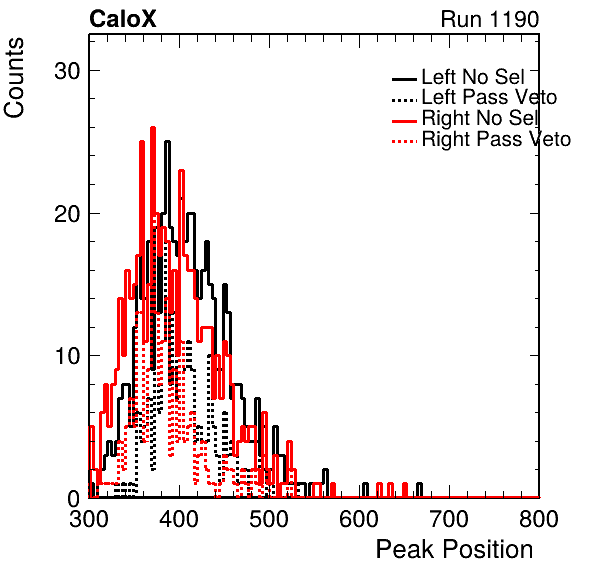 CaloX Run 1190
Counts
30
20
10
0
Left No Sel
Left Pass Veto
Right No Sel
Right Pass Veto
300 400 500 600 700 800
Peak Position